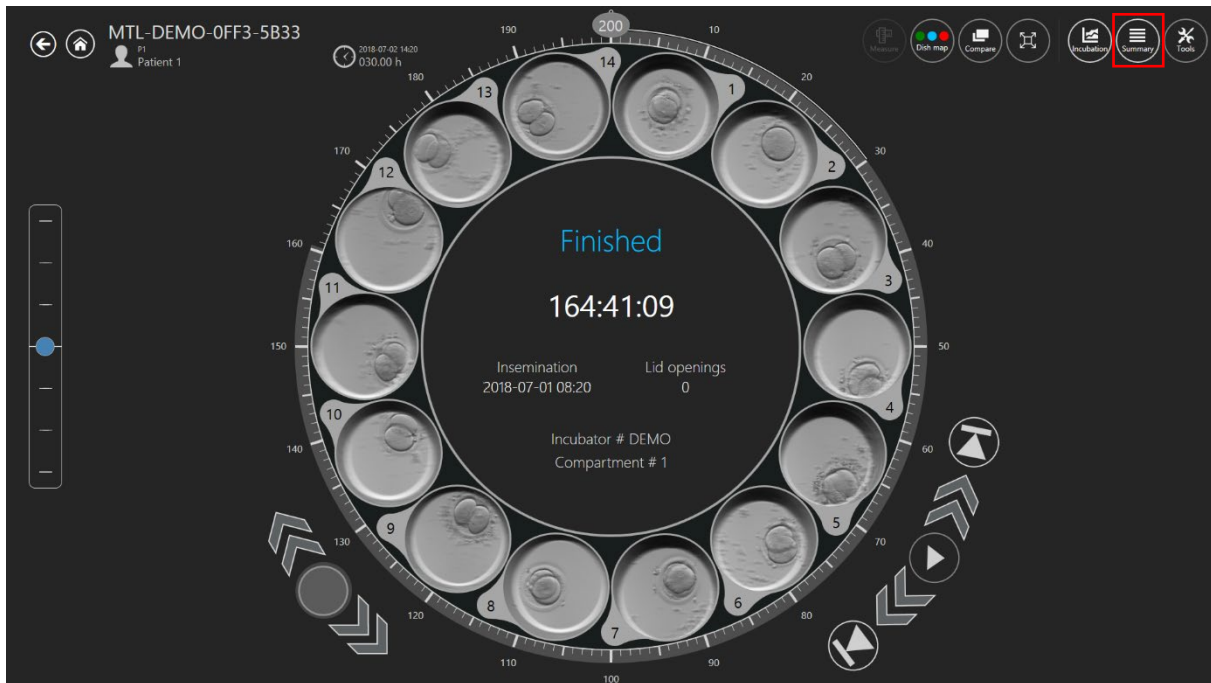 MTL-DEMO-0FF3-5B33
P1
Patient 1
2018-07-02 14:20
030.00 h
Measure
Dish map
Compare
Incubation
Summary
Tools
200
10
20
30
40
50
60
70
80
90
100
110
120
130
140
150
160
170
180
190
1
2
3
4
5
6
7
8
9
10
11
12
13
14
Finished
164:41:09
Insemination Lid openings
2018-07-01 08:20 0
Incubator # DEMO
Compartment # 1